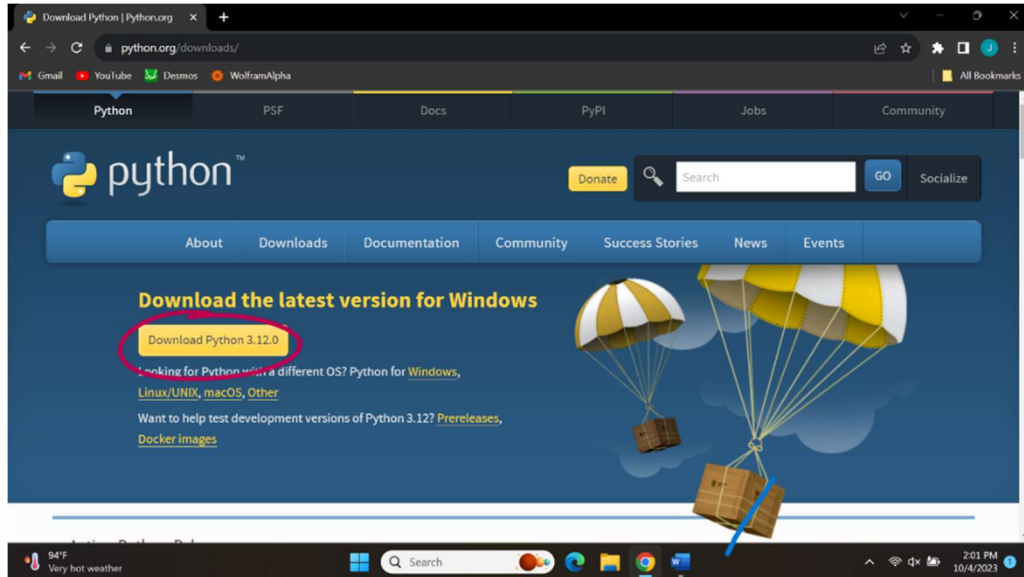 Download Python | Python.org
python.org/downloads/
Gmail YouTube Desmos WolframAlpha All Bookmarks
Python PSF Docs PyPI Jobs Community
python™
Donate Search GO Socialize
About Downloads Documentation Community Success Stories News Events
Download the latest version for Windows
Download Python 3.12.0
Looking for Python with a different OS? Python for Windows,
Linux/UNIX, macOS, Other
Want to help test development versions of Python 3.12? Prereleases,
Docker images
94°F
Very hot weather
Search
2:01 PM
10/4/2023